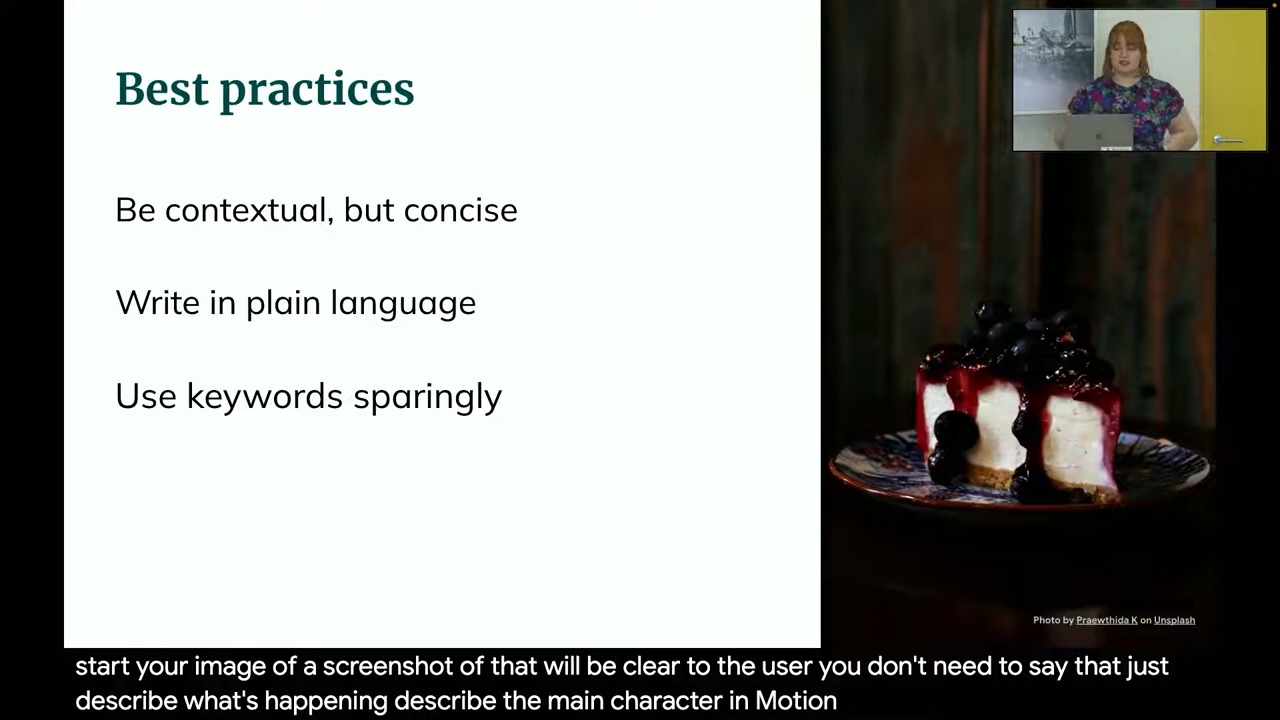 Best practices
Be contextual, but concise
Write in plain language
Use keywords sparingly
Photo by Praewthida K on Unsplash
start your image of a screenshot of that will be clear to the user you don't need to say that just
describe what's happening describe the main character in Motion